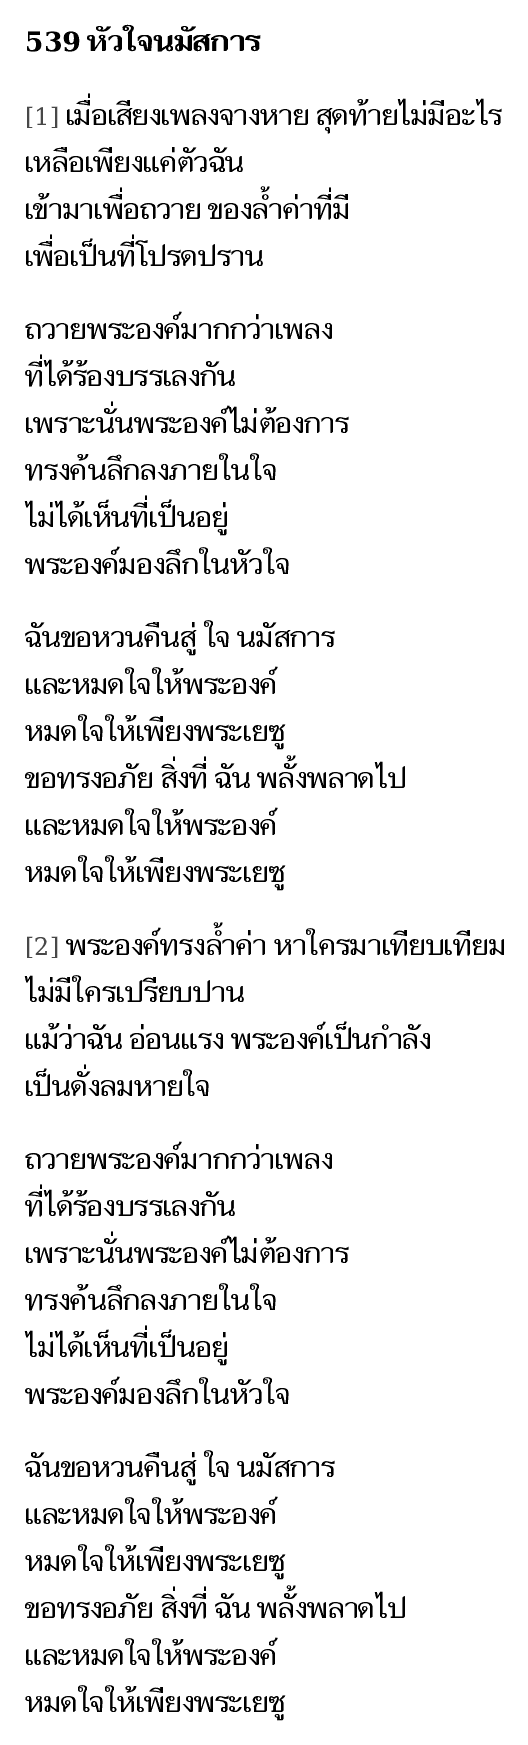 539 หัวใจนมัสการ
[1] เมื่อเสียงเพลงจางหาย สุดท้ายไม่มีอะไร
เหลือเพียงแค่ตัวฉัน
เข้ามาเพื่อถวาย ของล้ำค่าที่มี
เพื่อเป็นที่โปรดปราน
ถวายพระองค์มากกว่าเพลง
ที่ได้ร้องบรรเลงกัน
เพราะนั่นพระองค์ไม่ต้องการ
ทรงค้นลึกลงภายในใจ
ไม่ได้เห็นที่เป็นอยู่
พระองค์มองลึกในหัวใจ
ฉันขอหวนคืนสู่ ใจ นมัสการ
และหมดใจให้พระองค์
หมดใจให้เพียงพระเยซู
ขอทรงอภัย สิ่งที่ ฉัน พลั้งพลาดไป
และหมดใจให้พระองค์
หมดใจให้เพียงพระเยซู
[2] พระองค์ทรงล้ำค่า หาใครมาเทียบเทียม
ไม่มีใครเปรียบปาน
แม้ว่าฉัน อ่อนแรง พระองค์เป็นกำลัง
เป็นดั่งลมหายใจ
ถวายพระองค์มากกว่าเพลง
ที่ได้ร้องบรรเลงกัน
เพราะนั่นพระองค์ไม่ต้องการ
ทรงค้นลึกลงภายในใจ
ไม่ได้เห็นที่เป็นอยู่
พระองค์มองลึกในหัวใจ
ฉันขอหวนคืนสู่ ใจ นมัสการ
และหมดใจให้พระองค์
หมดใจให้เพียงพระเยซู
ขอทรงอภัย สิ่งที่ ฉัน พลั้งพลาดไป
และหมดใจให้พระองค์
หมดใจให้เพียงพระเยซู